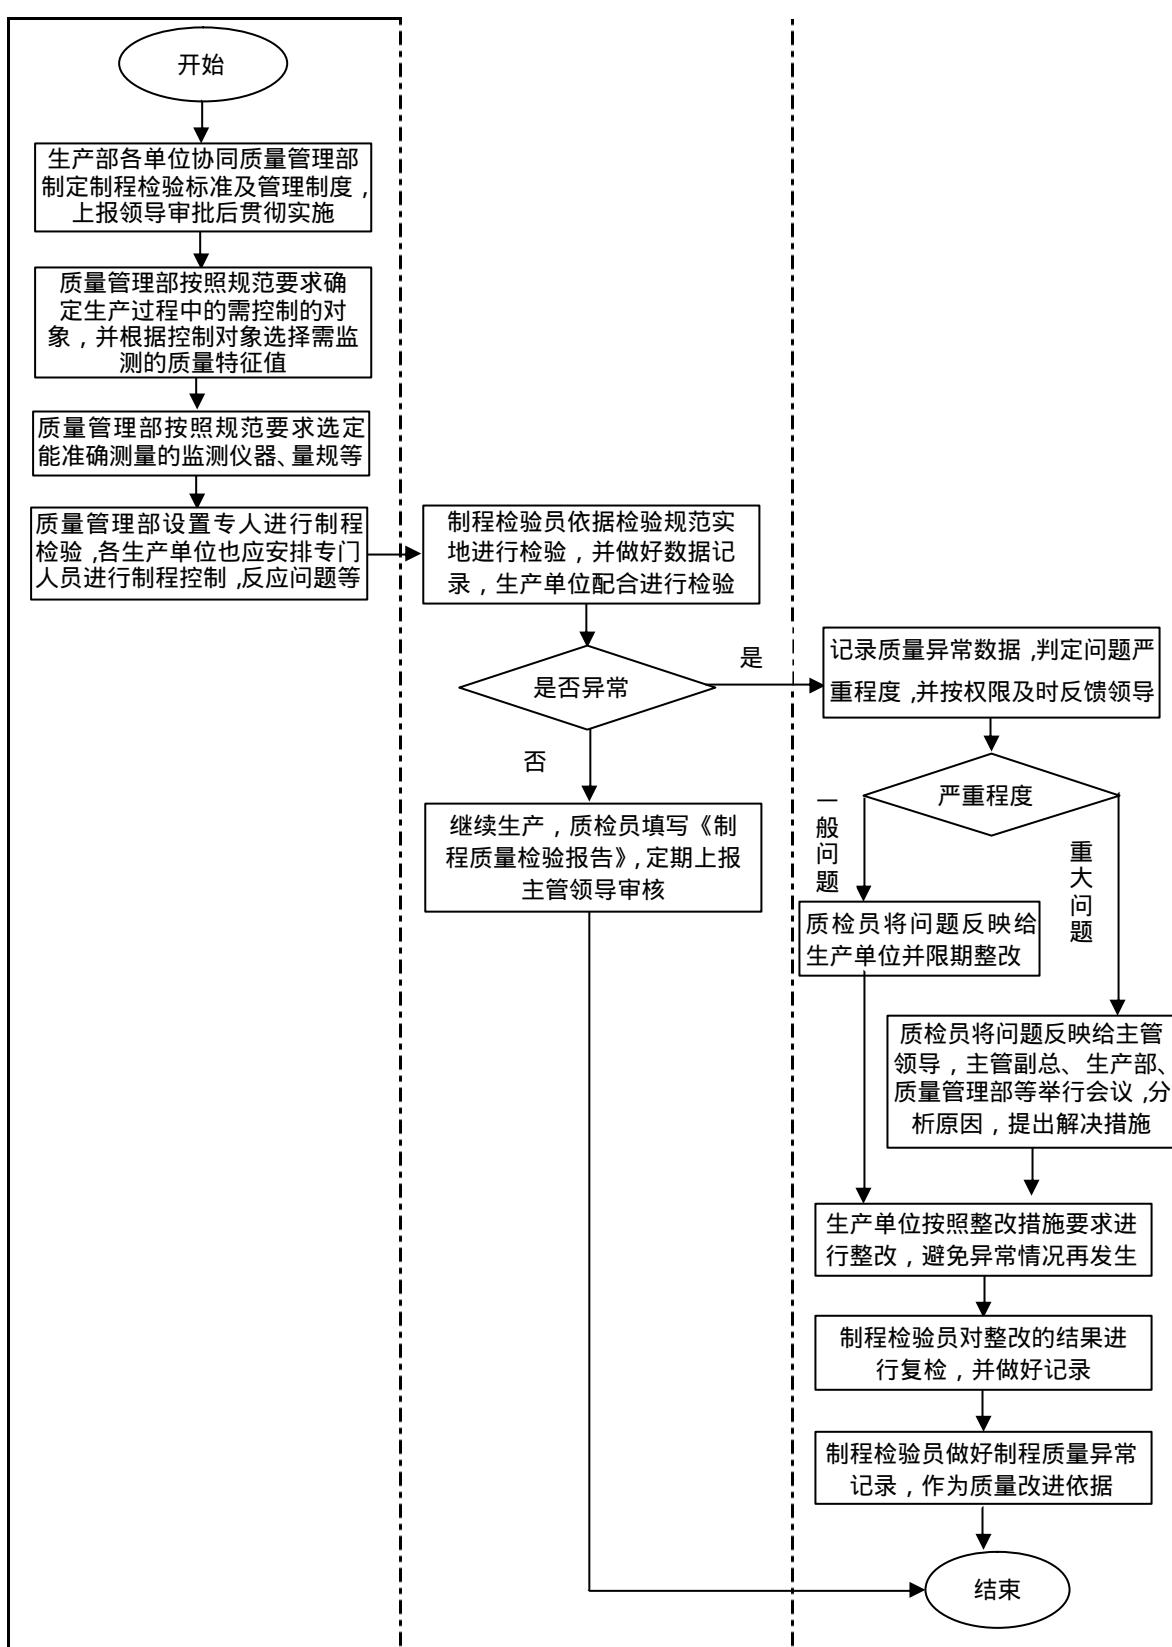 开始
生产部各单位协同质量管理部
制定制程检验标准及管理制度，
上报领导审批后贯彻实施
质量管理部按照规范要求确
定生产过程中的需控制的对
象，并根据控制对象选择需监
测的质量特征值
质量管理部按照规范要求选定
能准确测量的监测仪器、量规等
质量管理部设置专人进行制程
检验,各生产单位也应安排专门
人员进行制程控制,反应问题等
制程检验员依据检验规范实
地进行检验，并做好数据记
录，生产单位配合进行检验
是否异常
是
否
继续生产，质检员填写《制
程质量检验报告》,定期上报
主管领导审核
记录质量异常数据,判定问题严
重程度,并按权限及时反馈领导
严重程度
一般问题
重大问题
质检员将问题反映给
生产单位并限期整改
质检员将问题反映给主管
领导，主管副总、生产部、
质量管理部等举行会议,分
析原因，提出解决措施
生产单位按照整改措施要求进
行整改，避免异常情况再发生
制程检验员对整改的结果进
行复检，并做好记录
制程检验员做好制程质量异常
记录，作为质量改进依据
结束